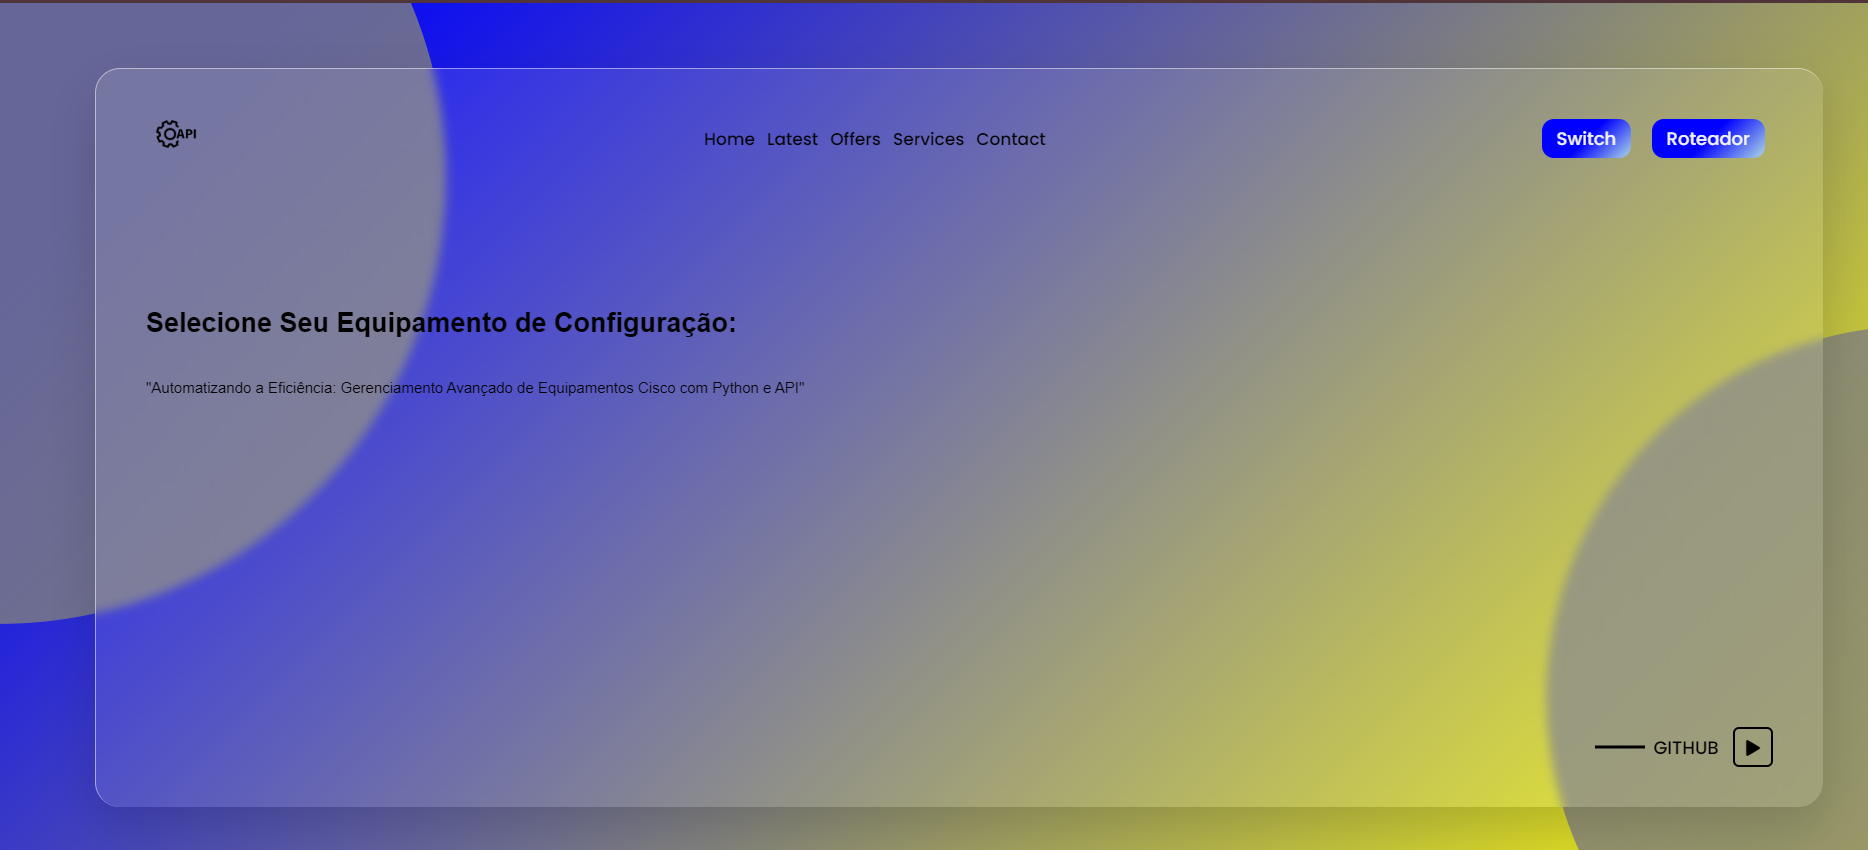 API
Home Latest Offers Services Contact
Switch
Roteador
Selecione Seu Equipamento de Configuração:
"Automatizando a Eficiência: Gerenciamento Avançado de Equipamentos Cisco com Python e API"
GITHUB